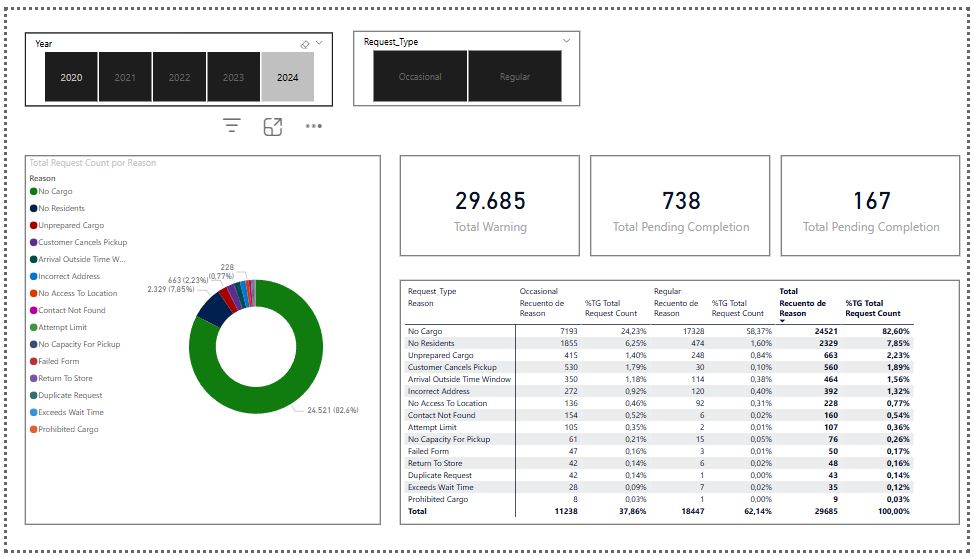 Year
2020 2021 2022 2023 2024
Request_Type
Occasional Regular
Total Request Count por Reason
Reason
No Cargo
No Residents
Unprepared Cargo
Customer Cancels Pickup
Arrival Outside Time W...
Incorrect Address
No Access To Location
Contact Not Found
Attempt Limit
No Capacity For Pickup
Failed Form
Return To Store
Duplicate Request
Exceeds Wait Time
Prohibited Cargo
228
(0,77%)
663 (2,23%)
2.329 (7,85%)
24.521 (82,6%)
29.685
Total Warning
738
Total Pending Completion
167
Total Pending Completion
Request_Type Occasional Regular Total
Reason Recuento de Reason %TG Total Request Count Recuento de Reason %TG Total Request Count Recuento de Reason %TG Total Request Count
No Cargo 7193 24,23% 17328 58,37% 24521 82,60%
No Residents 1855 6,25% 474 1,60% 2329 7,85%
Unprepared Cargo 415 1,40% 248 0,84% 663 2,23%
Customer Cancels Pickup 530 1,79% 30 0,10% 560 1,89%
Arrival Outside Time Window 350 1,18% 114 0,38% 464 1,56%
Incorrect Address 272 0,92% 120 0,40% 392 1,32%
No Access To Location 136 0,46% 92 0,31% 228 0,77%
Contact Not Found 154 0,52% 6 0,02% 160 0,54%
Attempt Limit 105 0,35% 2 0,01% 107 0,36%
No Capacity For Pickup 61 0,21% 15 0,05% 76 0,26%
Failed Form 47 0,16% 3 0,01% 50 0,17%
Return To Store 42 0,14% 6 0,02% 48 0,16%
Duplicate Request 42 0,14% 1 0,00% 43 0,14%
Exceeds Wait Time 28 0,09% 7 0,02% 35 0,12%
Prohibited Cargo 8 0,03% 1 0,00% 9 0,03%
Total 11238 37,86% 18447 62,14% 29685 100,00%